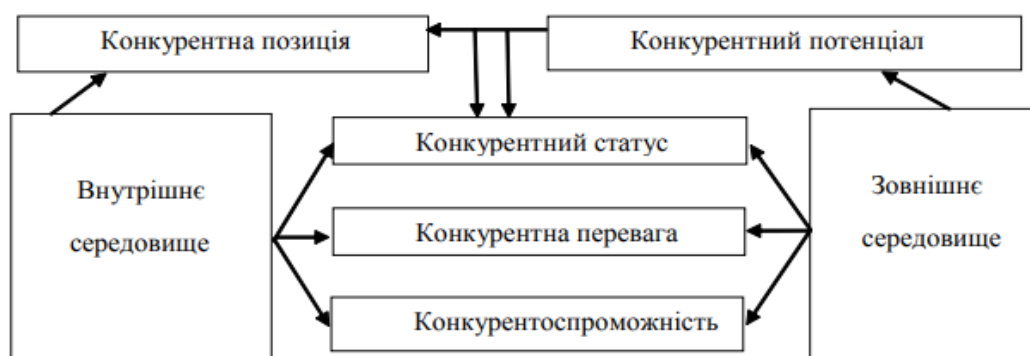 Конкурентна позиція
Конкурентний потенціал
Конкурентний статус
Внутрішнє
середовище
Зовнішнє
середовище
Конкурентна перевага
Конкурентоспроможність